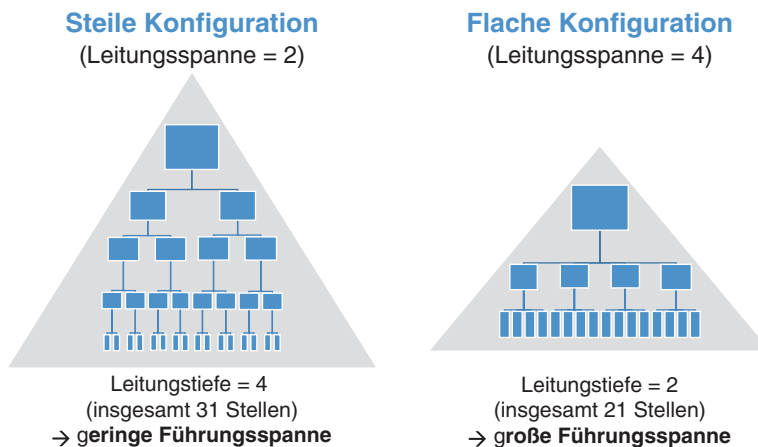 Steile Konfiguration
(Leitungsspanne = 2)
Leitungstiefe = 4
(insgesamt 31 Stellen)
→ geringe Führungsspanne
Flache Konfiguration
(Leitungsspanne = 4)
Leitungstiefe = 2
(insgesamt 21 Stellen)
→ große Führungsspanne